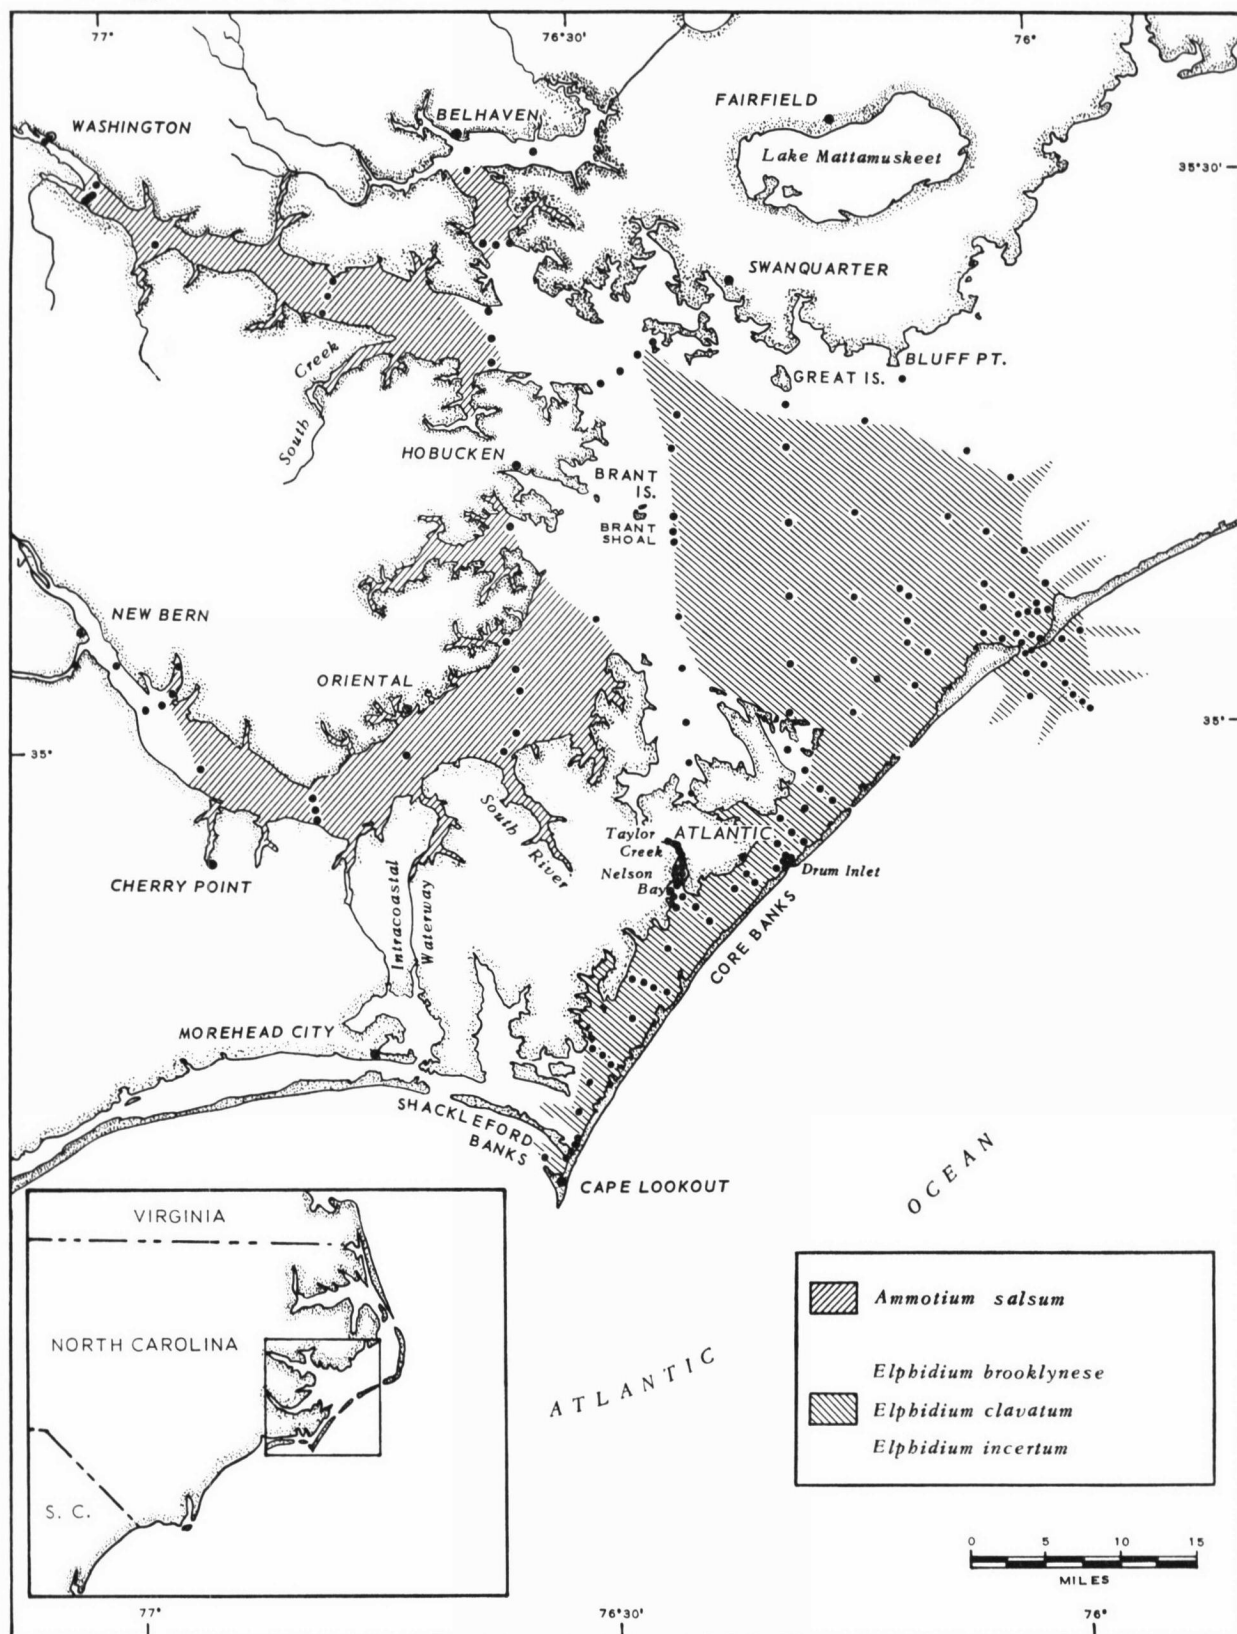 77°
76°30'
76°
WASHINGTON
BELHAVEN
FAIRFIELD
Lake Mattamuskeet
35°30'
SWANQUARTER
BLUFF PT.
GREAT IS.
South Creek
HOBUCKEN
BRANT
IS.
BRANT
SHOAL
NEW BERN
ORIENTAL
35°
35°
South River
Taylor
Creek
ATLANTIC
Nelson
Bay
Drum Inlet
CHERRY POINT
Intracoastal
Waterway
CORE BANKS
MOREHEAD CITY
SHACKLEFORD
BANKS
CAPE LOOKOUT
ATLANTIC OCEAN
VIRGINIA
NORTH CAROLINA
S. C.
Ammotium salsum
Elphidium brooklynese
Elphidium clavatum
Elphidium incertum
0 5 10 15
MILES
77°
76°30'
76°